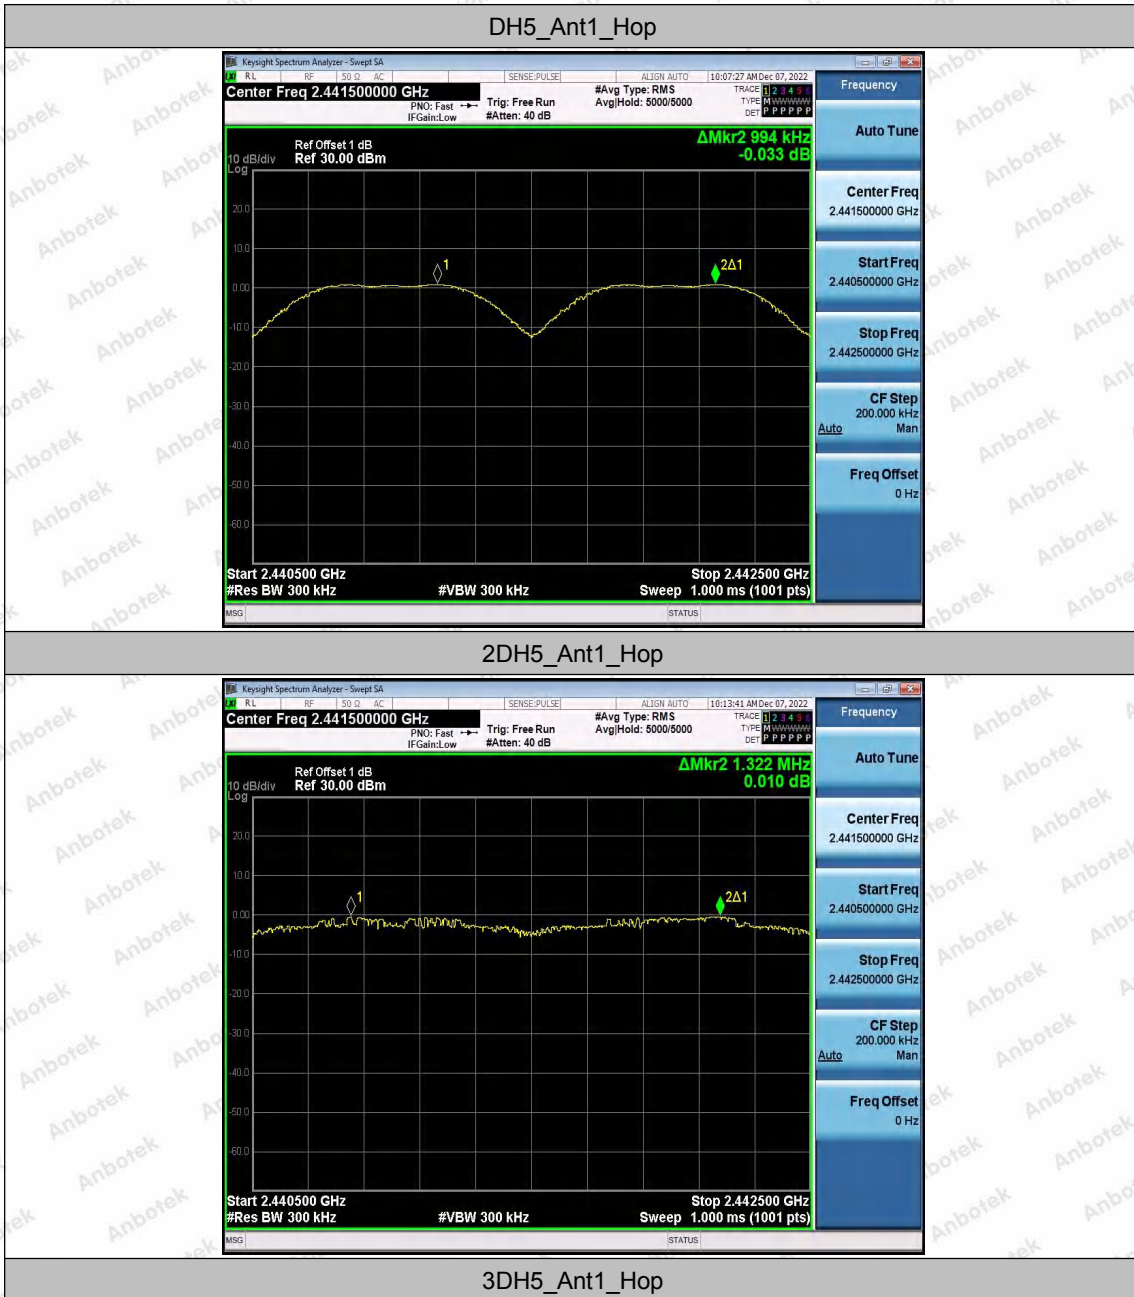 DH5_Ant1_Hop
Keysight Spectrum Analyzer - Swept SA
LXI RL RF 50 Ω AC SENSE:PULSE ALIGN AUTO 10:07:27 AM Dec 07, 2022
Center Freq 2.441500000 GHz
PNO: Fast
IFGain:Low
Trig: Free Run
#Atten: 40 dB
#Avg Type: RMS
Avg|Hold: 5000/5000
TRACE 1 2 3 4 5 6
TYPE M W W W W W
DET P P P P P P
ΔMkr2 994 kHz
-0.033 dB
Ref Offset 1 dB
10 dB/div Ref 30.00 dBm
Log
20.0
10.0
0.00
-10.0
-20.0
-30.0
-40.0
-50.0
-60.0
1
2Δ1
Start 2.440500 GHz Stop 2.442500 GHz
#Res BW 300 kHz #VBW 300 kHz Sweep 1.000 ms (1001 pts)
MSG STATUS
Frequency
Auto Tune
Center Freq
2.441500000 GHz
Start Freq
2.440500000 GHz
Stop Freq
2.442500000 GHz
CF Step
200.000 kHz
Auto Man
Freq Offset
0 Hz
2DH5_Ant1_Hop
Keysight Spectrum Analyzer - Swept SA
LXI RL RF 50 Ω AC SENSE:PULSE ALIGN AUTO 10:13:41 AM Dec 07, 2022
Center Freq 2.441500000 GHz
PNO: Fast
IFGain:Low
Trig: Free Run
#Atten: 40 dB
#Avg Type: RMS
Avg|Hold: 5000/5000
TRACE 1 2 3 4 5 6
TYPE M W W W W W
DET P P P P P P
ΔMkr2 1.322 MHz
0.010 dB
Ref Offset 1 dB
10 dB/div Ref 30.00 dBm
Log
20.0
10.0
0.00
-10.0
-20.0
-30.0
-40.0
-50.0
-60.0
1
2Δ1
Start 2.440500 GHz Stop 2.442500 GHz
#Res BW 300 kHz #VBW 300 kHz Sweep 1.000 ms (1001 pts)
MSG STATUS
Frequency
Auto Tune
Center Freq
2.441500000 GHz
Start Freq
2.440500000 GHz
Stop Freq
2.442500000 GHz
CF Step
200.000 kHz
Auto Man
Freq Offset
0 Hz
3DH5_Ant1_Hop
Anbotek